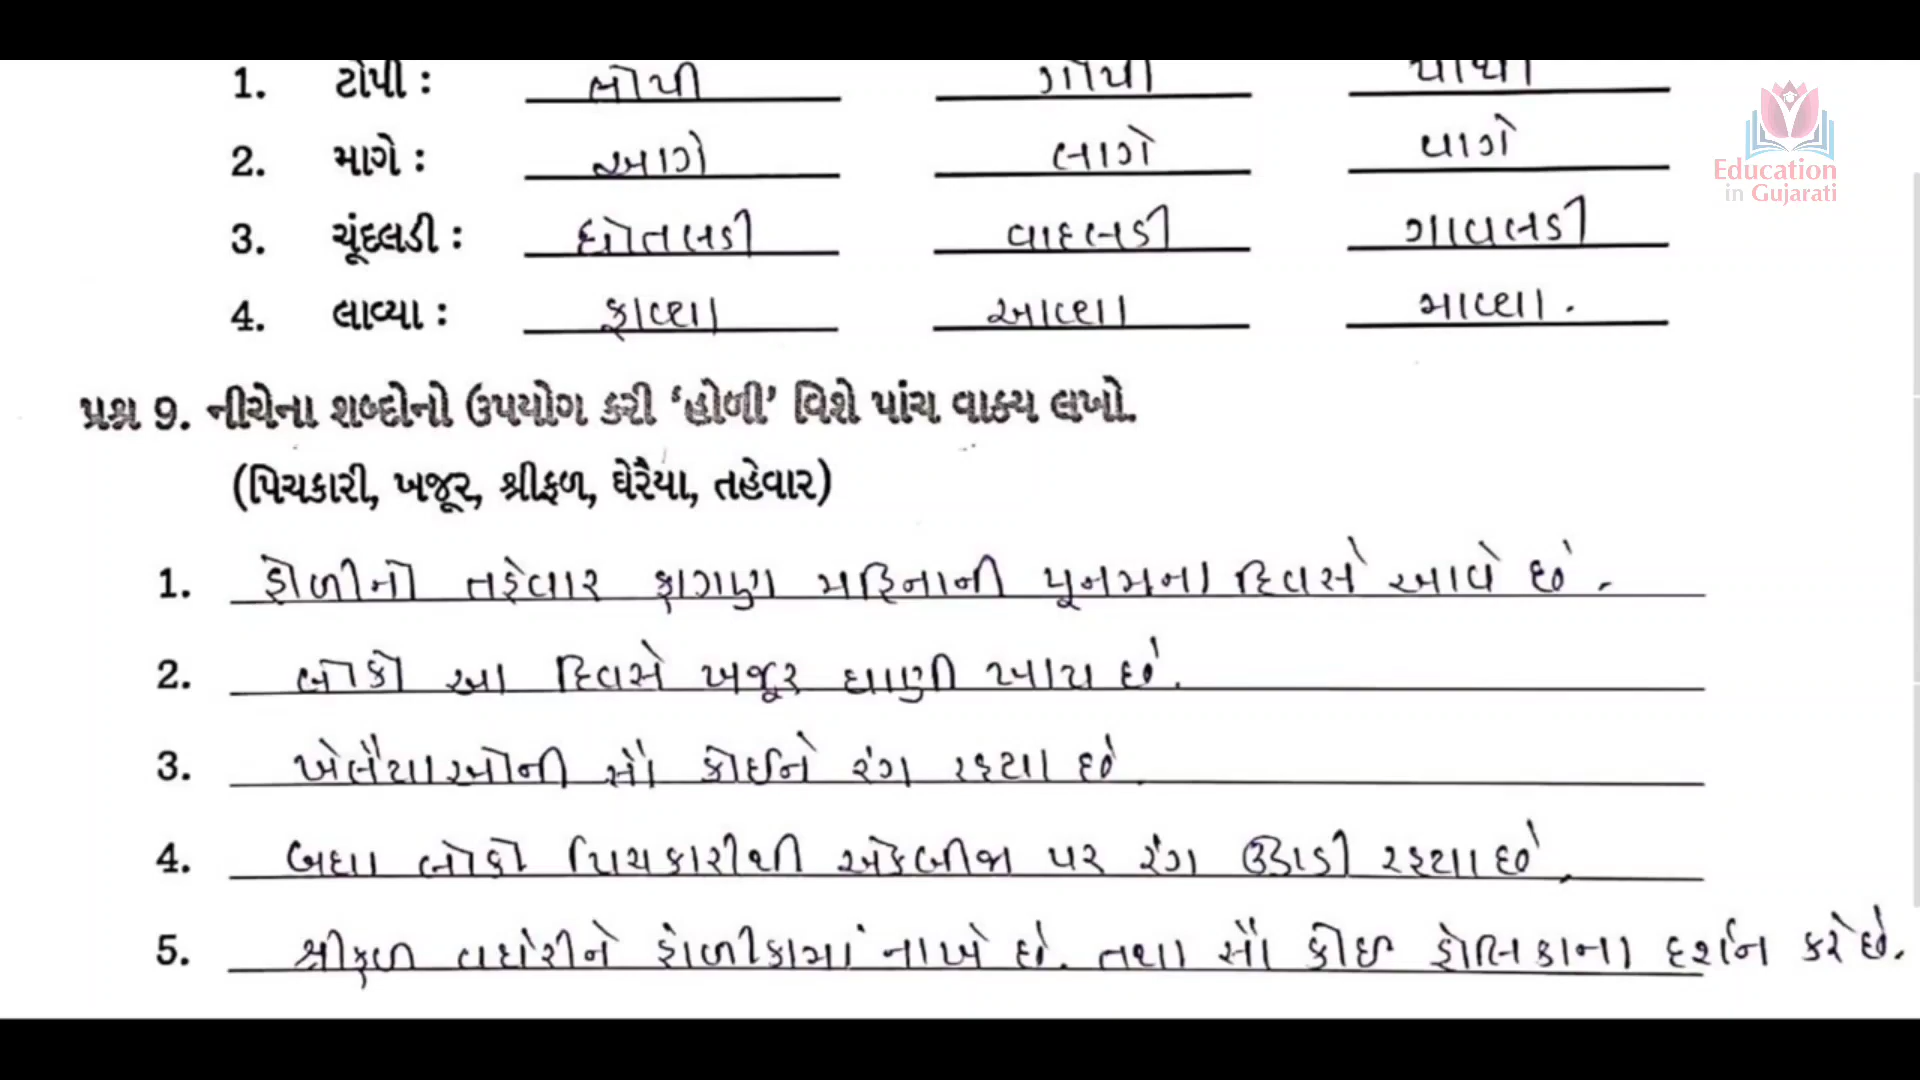 1. ટોપી : લોપી ગોપી પોથી
2. માગે : આગે લાગે વાગે
3. ચૂંદલડી : ધોતલડી વાદલડી ગાવલડી
4. લાવ્યા : ફાવ્યા આવ્યા માવ્યા.
Education
in Gujarati
પ્રશ્ન 9. નીચેના શબ્દોનો ઉપયોગ કરી ‘હોળી’ વિશે પાંચ વાક્ય લખો.
(પિચકારી, ખજૂર, શ્રીફળ, ઘેરૈયા, તહેવાર)
1. હોળીનો તહેવાર ફાગણ મહિનાની પૂનમના દિવસે આવે છે.
2. લોકો આ દિવસે ખજૂર ધાણી ખાય છે.
3. ખેલૈયાઓની સૌ કોઈને રંગ રહ્યા છે
4. બધા લોકો પિચકારીથી એકબીજા પર રંગ ઉડાડી રહ્યા છે.
5. શ્રીફળ વધેરીને હોળીકામાં નાખે છે. તથા સૌ કોઈ હોલિકાના દર્શન કરે છે.